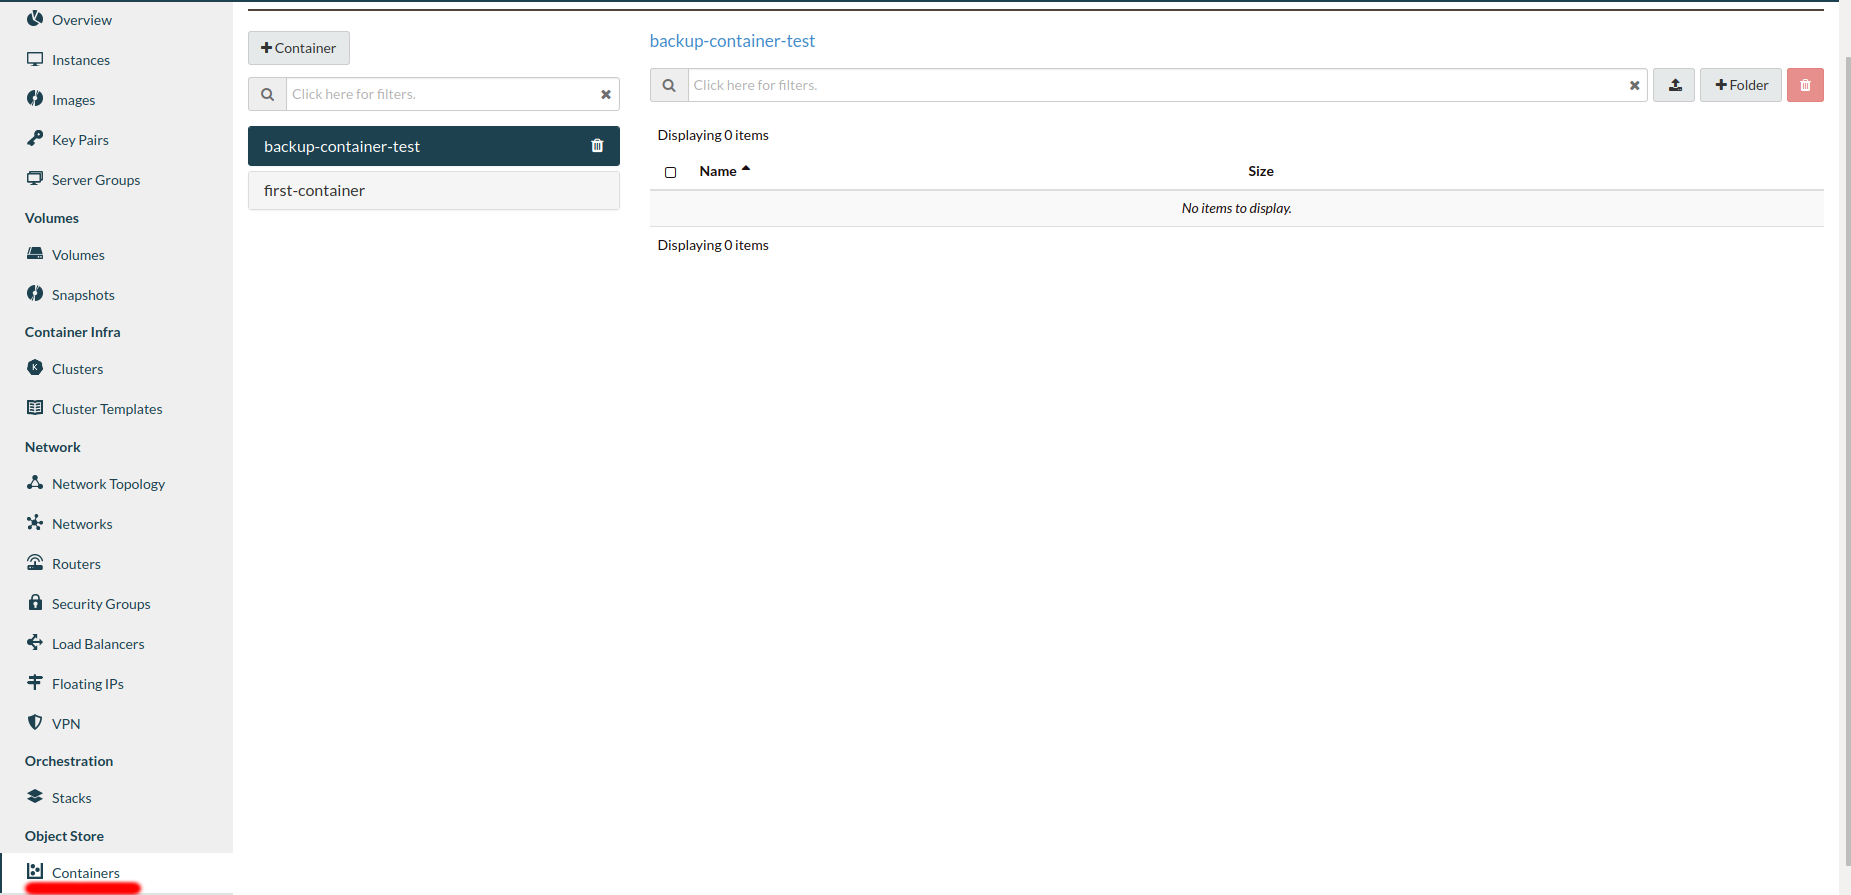 Overview
Instances
Images
Key Pairs
Server Groups
Volumes
Volumes
Snapshots
Container Infra
Clusters
Cluster Templates
Network
Network Topology
Networks
Routers
Security Groups
Load Balancers
Floating IPs
VPN
Orchestration
Stacks
Object Store
Containers
+Container
Click here for filters.
backup-container-test
first-container
backup-container-test
Click here for filters.
+Folder
Displaying 0 items
Name Size
No items to display.
Displaying 0 items